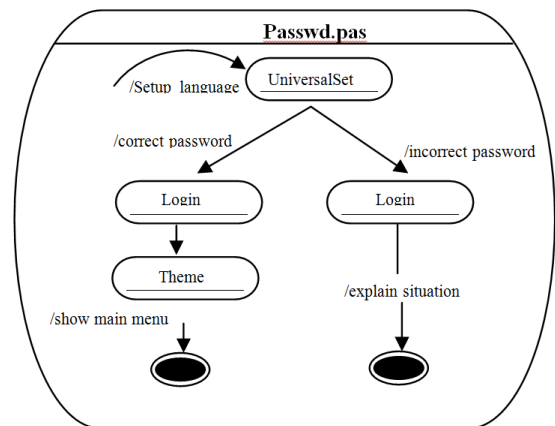 Passwd.pas
UniversalSet
/Setup language
/correct password
/incorrect password
Login
Login
Theme
/explain situation
/show main menu